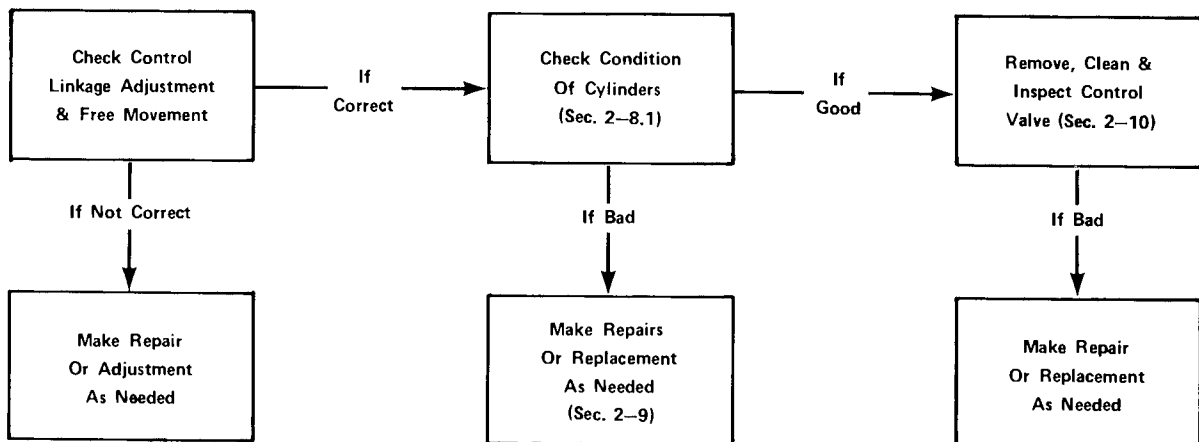 Check Control
Linkage Adjustment
& Free Movement
If
Correct
Check Condition
Of Cylinders
(Sec. 2–8.1)
If
Good
Remove, Clean &
Inspect Control
Valve (Sec. 2–10)
If Not Correct
If Bad
If Bad
Make Repair
Or Adjustment
As Needed
Make Repairs
Or Replacement
As Needed
(Sec. 2–9)
Make Repair
Or Replacement
As Needed